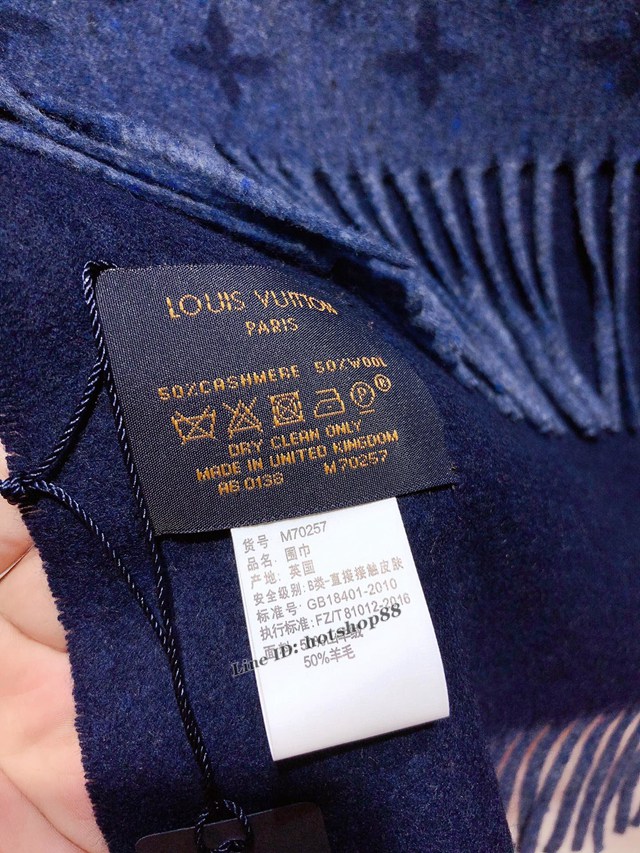 LOUIS VUITTON
PARIS
50%CASHMERE 50%WOOL
DRY CLEAN ONLY
MADE IN UNITED KINGDOM
AB 0136 M70257
货号 M70257
品名: 围巾
产地: 英国
安全级别: B类-直接接触皮肤
标准号: GB18401-2010
执行标准: FZ/T81012-2016
Line ID: hotshop88
50%羊毛